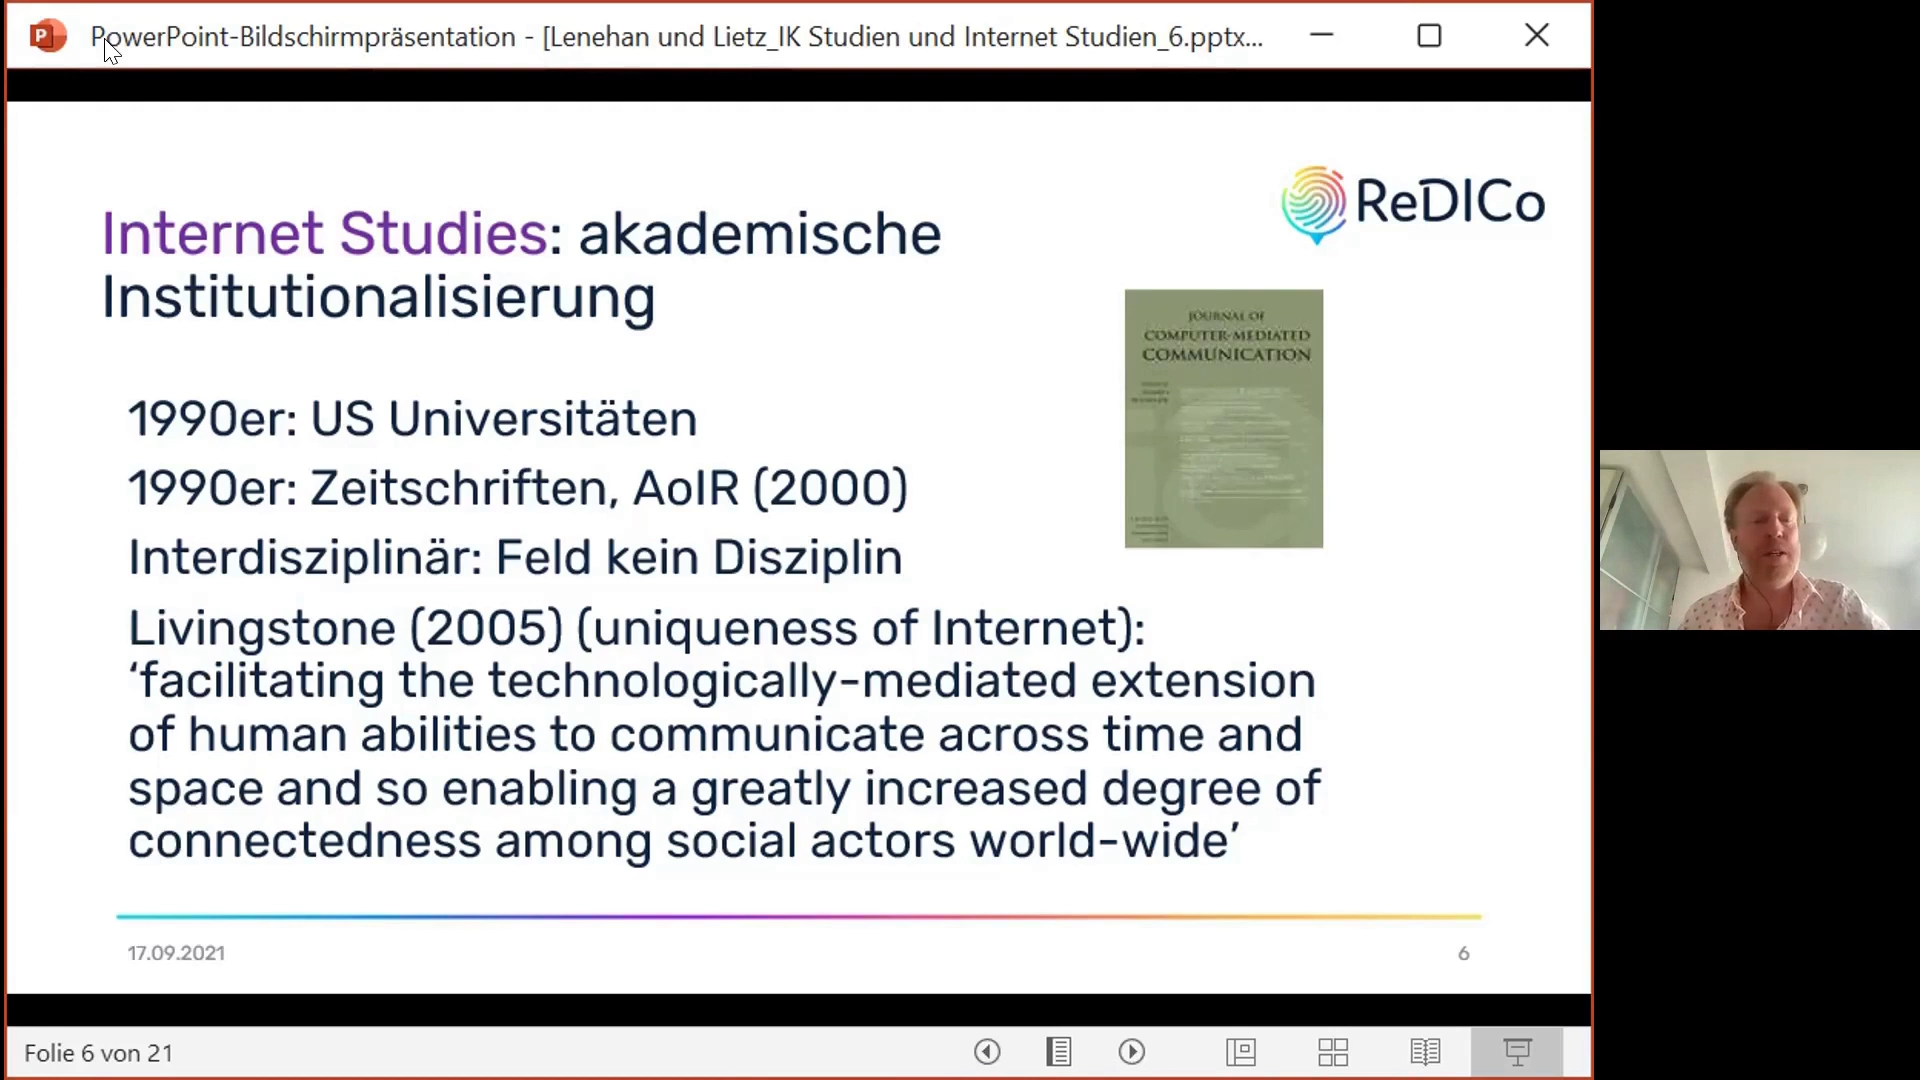 PowerPoint-Bildschirmpräsentation - [Lenehan und Lietz_IK Studien und Internet Studien_6.pptx...
ReDICo
Internet Studies: akademische
Institutionalisierung
JOURNAL OF
COMPUTER-MEDIATED
COMMUNICATION
1990er: US Universitäten
1990er: Zeitschriften, AoIR (2000)
Interdisziplinär: Feld kein Disziplin
Livingstone (2005) (uniqueness of Internet):
‘facilitating the technologically-mediated extension
of human abilities to communicate across time and
space and so enabling a greatly increased degree of
connectedness among social actors world-wide’
17.09.2021
6
Folie 6 von 21